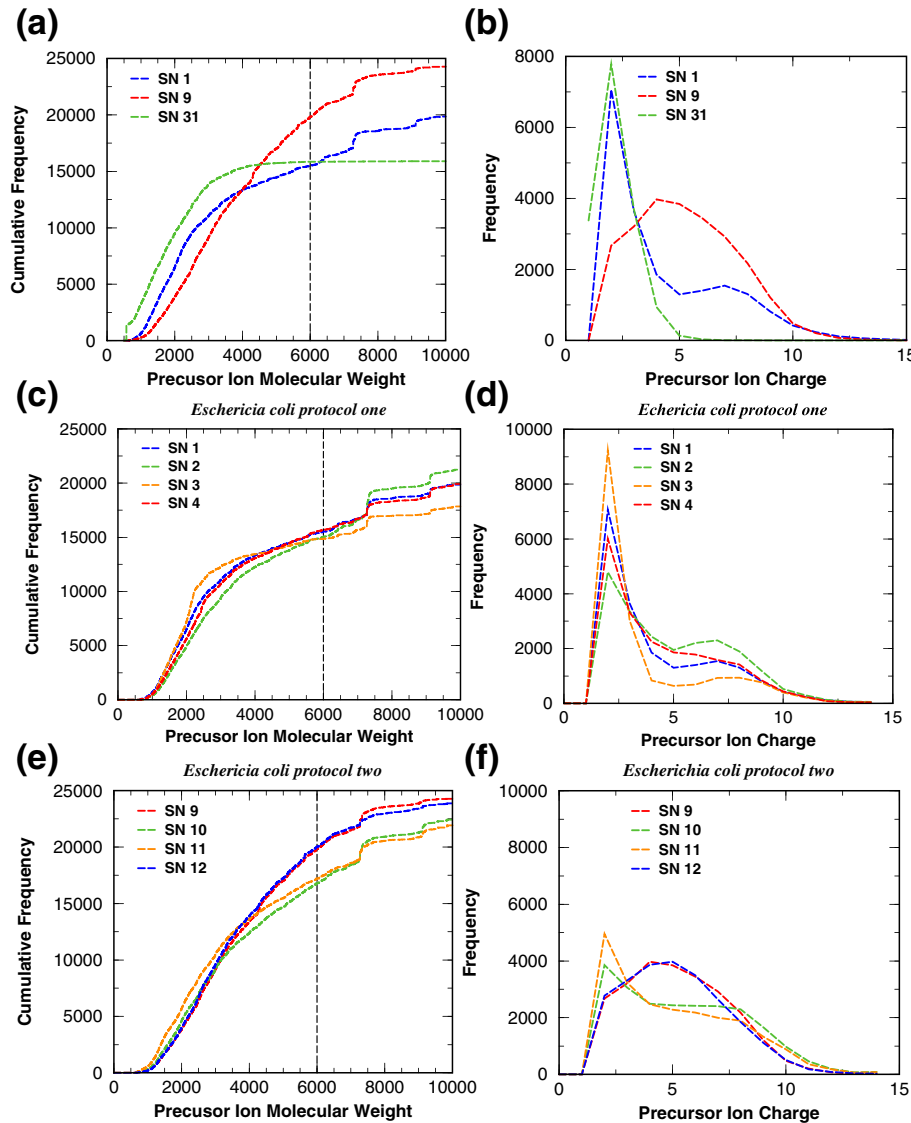 (a)
25000
20000
15000
10000
5000
0
0 2000 4000 6000 8000 10000
Cumulative Frequency
Precusor Ion Molecular Weight
SN 1
SN 9
SN 31
(b)
8000
6000
4000
2000
0
0 5 10 15
Frequency
Precursor Ion Charge
SN 1
SN 9
SN 31
(c)
Eschericia coli protocol one
25000
20000
15000
10000
5000
0
0 2000 4000 6000 8000 10000
Cumulative Frequency
Precusor Ion Molecular Weight
SN 1
SN 2
SN 3
SN 4
(d)
Echericia coli protocol one
10000
8000
6000
4000
2000
0
0 5 10 15
Frequency
Precursor Ion Charge
SN 1
SN 2
SN 3
SN 4
(e)
Eschericia coli protocol two
25000
20000
15000
10000
5000
0
0 2000 4000 6000 8000 10000
Cumulative Frequency
Precusor Ion Molecular Weight
SN 9
SN 10
SN 11
SN 12
(f)
Escherichia coli protocol two
10000
8000
6000
4000
2000
0
0 5 10 15
Frequency
Precursor Ion Charge
SN 9
SN 10
SN 11
SN 12